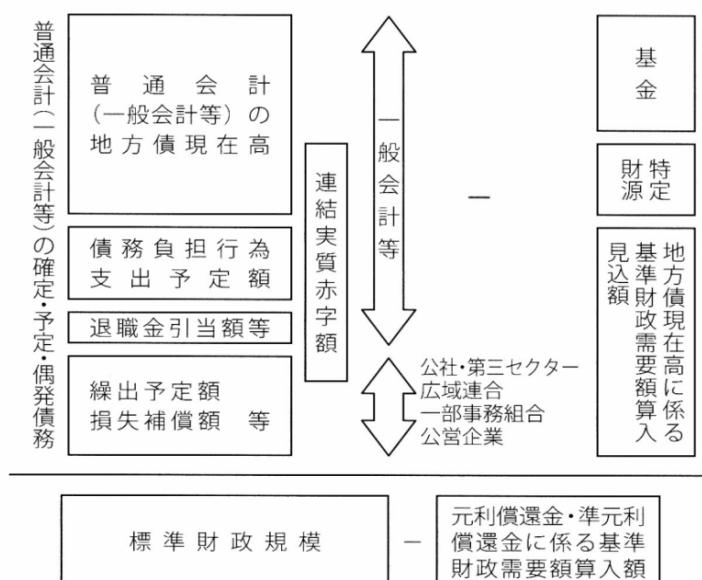 普通会計(一般会計等)の確定・予定・偶発債務
普通会計
(一般会計等)の
地方債現在高
債務負担行為
支出予定額
退職金引当額等
繰出予定額
損失補償額 等
連結実質赤字額
一般会計等
公社・第三セクター
広域連合
一部事務組合
公営企業
－
基金
特定
財源
地方債現在高に係る
基準財政需要額算入
見込額
標準財政規模
－
元利償還金・準元利
償還金に係る基準
財政需要額算入額